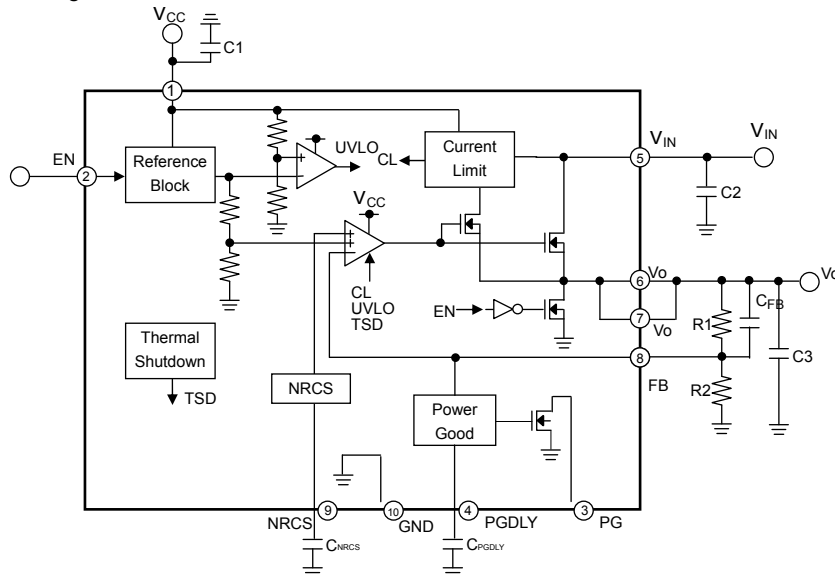 VCC
C1
1
UVLO
CL
Current
Limit
VIN
VIN
EN
2
Reference
Block
5
C2
VCC
CL
UVLO
TSD
EN
6
Vo
Vo
7
Vo
R1
CFB
C3
8
FB
R2
Thermal
Shutdown
TSD
NRCS
Power
Good
NRCS
9
10
GND
4
PGDLY
3
PG
CNRCS
CPGDLY